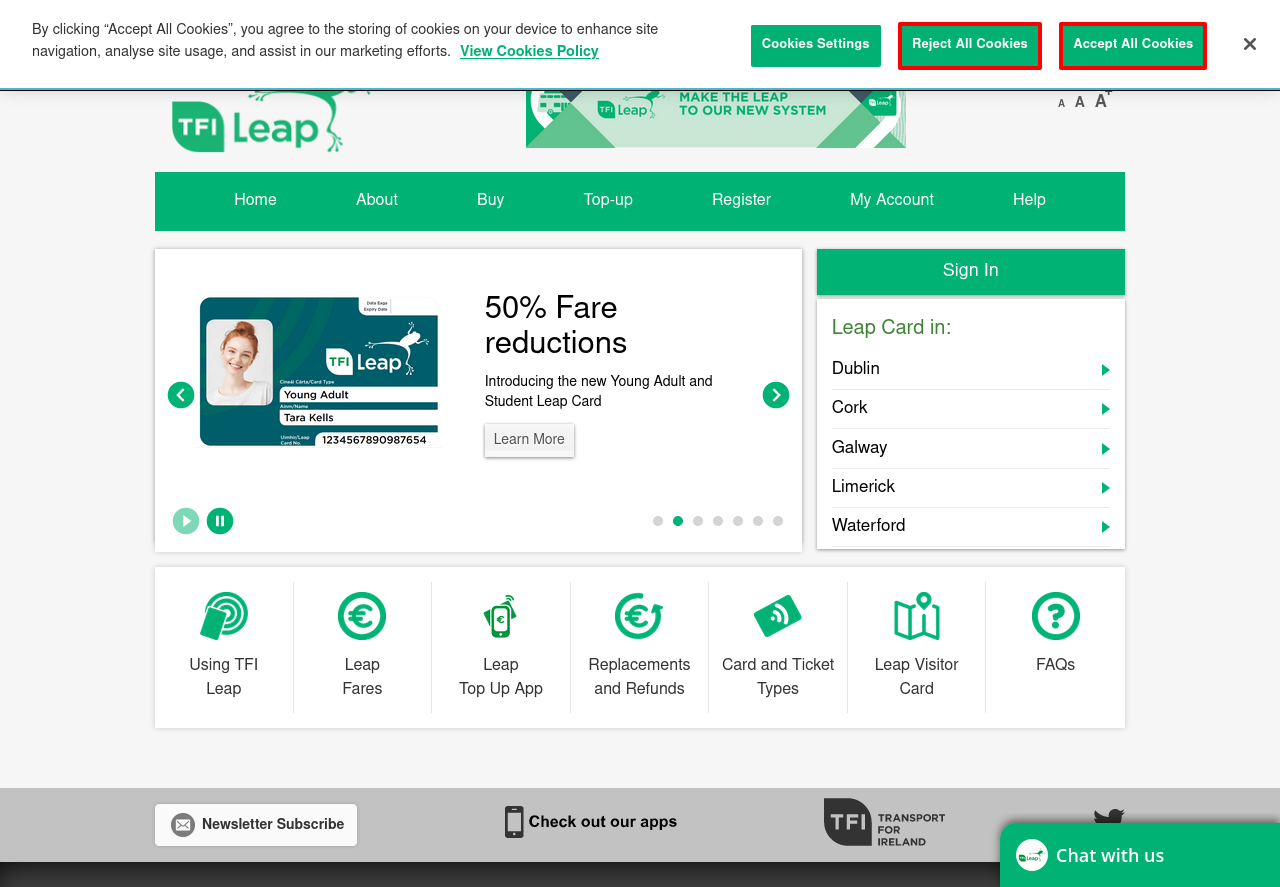 By clicking “Accept All Cookies”, you agree to the storing of cookies on your device to enhance site
navigation, analyse site usage, and assist in our marketing efforts. View Cookies Policy
Cookies Settings
Reject All Cookies
Accept All Cookies
TFI Leap
TFI Leap
MAKE THE LEAP
TO OUR NEW SYSTEM
A A A+
Home
About
Buy
Top-up
Register
My Account
Help
Data Éaga
Expiry Date
TFI Leap
Cineál Cárta/Card Type
Young Adult
Ainm/Name
Tara Kells
Uimhir/Leap
Card No.
1234567890987654
50% Fare
reductions
Introducing the new Young Adult and
Student Leap Card
Learn More
Sign In
Leap Card in:
Dublin
Cork
Galway
Limerick
Waterford
Using TFI
Leap
Leap
Fares
Leap
Top Up App
Replacements
and Refunds
Card and Ticket
Types
Leap Visitor
Card
FAQs
Newsletter Subscribe
Check out our apps
TFI
TRANSPORT
FOR
IRELAND
Chat with us